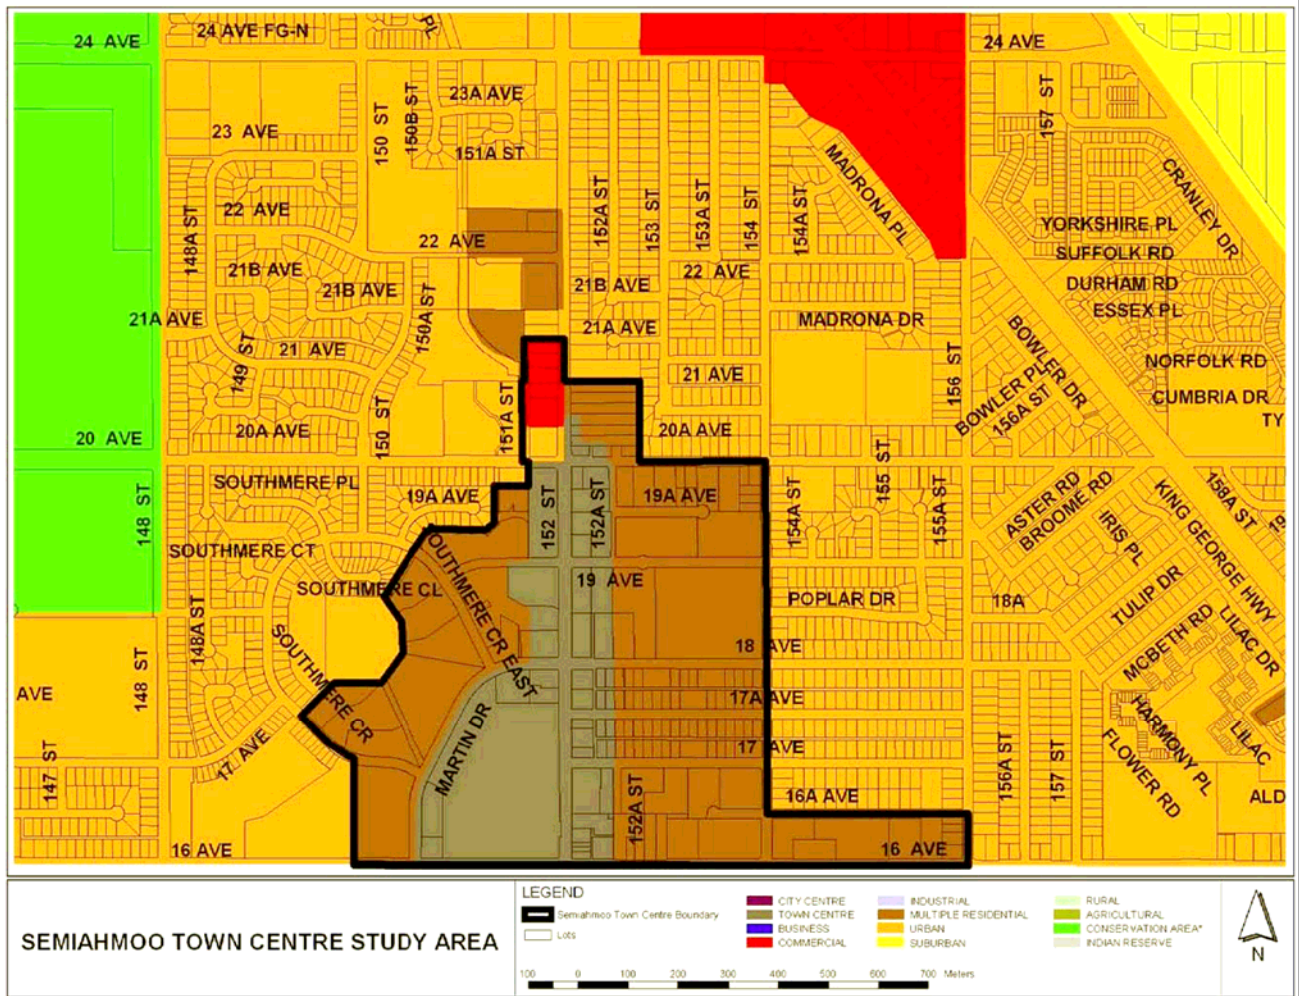 24 AVE
24 AVE FG-N
PL
24 AVE
23A AVE
157 ST
150 ST
150B ST
23 AVE
151A ST
MADRONA PL
CRANLEY DR
148A ST
22 AVE
152A ST
153 ST
153A ST
154 ST
154A ST
YORKSHIRE PL
22 AVE
SUFFOLK RD
21B AVE
22 AVE
DURHAM RD
21B AVE
21B AVE
ESSEX PL
21A AVE
150A ST
21A AVE
MADRONA DR
BOWLER DR
149 ST
21 AVE
NORFOLK RD
21 AVE
156 ST
BOWLER PL
CUMBRIA DR
151A ST
156A ST
TY
20 AVE
20A AVE
150 ST
20A AVE
155 ST
SOUTHMERE PL
19A AVE
19A AVE
148 ST
152 ST
152A ST
154A ST
155A ST
ASTER RD
BROOME RD
KING GEORGE HWY
158A ST
19
IRIS PL
SOUTHMERE CT
SOUTHMERE CL
SOUTHMERE CR EAST
19 AVE
POPLAR DR
18A
TULIP DR
148A ST
SOUTHMERE CR
18 AVE
MCBETH RD
LILAC DR
148 ST
AVE
17A AVE
HARMONY PL
LILAC
MARTIN DR
17 AVE
17 AVE
FLOWER RD
147 ST
152A ST
16A AVE
156A ST
157 ST
ALD
16 AVE
16 AVE
SEMIAHMOO TOWN CENTRE STUDY AREA
LEGEND
Semiahmoo Town Centre Boundary
Lots
CITY CENTRE
TOWN CENTRE
BUSINESS
COMMERCIAL
INDUSTRIAL
MULTIPLE RESIDENTIAL
URBAN
SUBURBAN
RURAL
AGRICULTURAL
CONSERVATION AREA*
INDIAN RESERVE
100 0 100 200 300 400 500 600 700 Meters
N